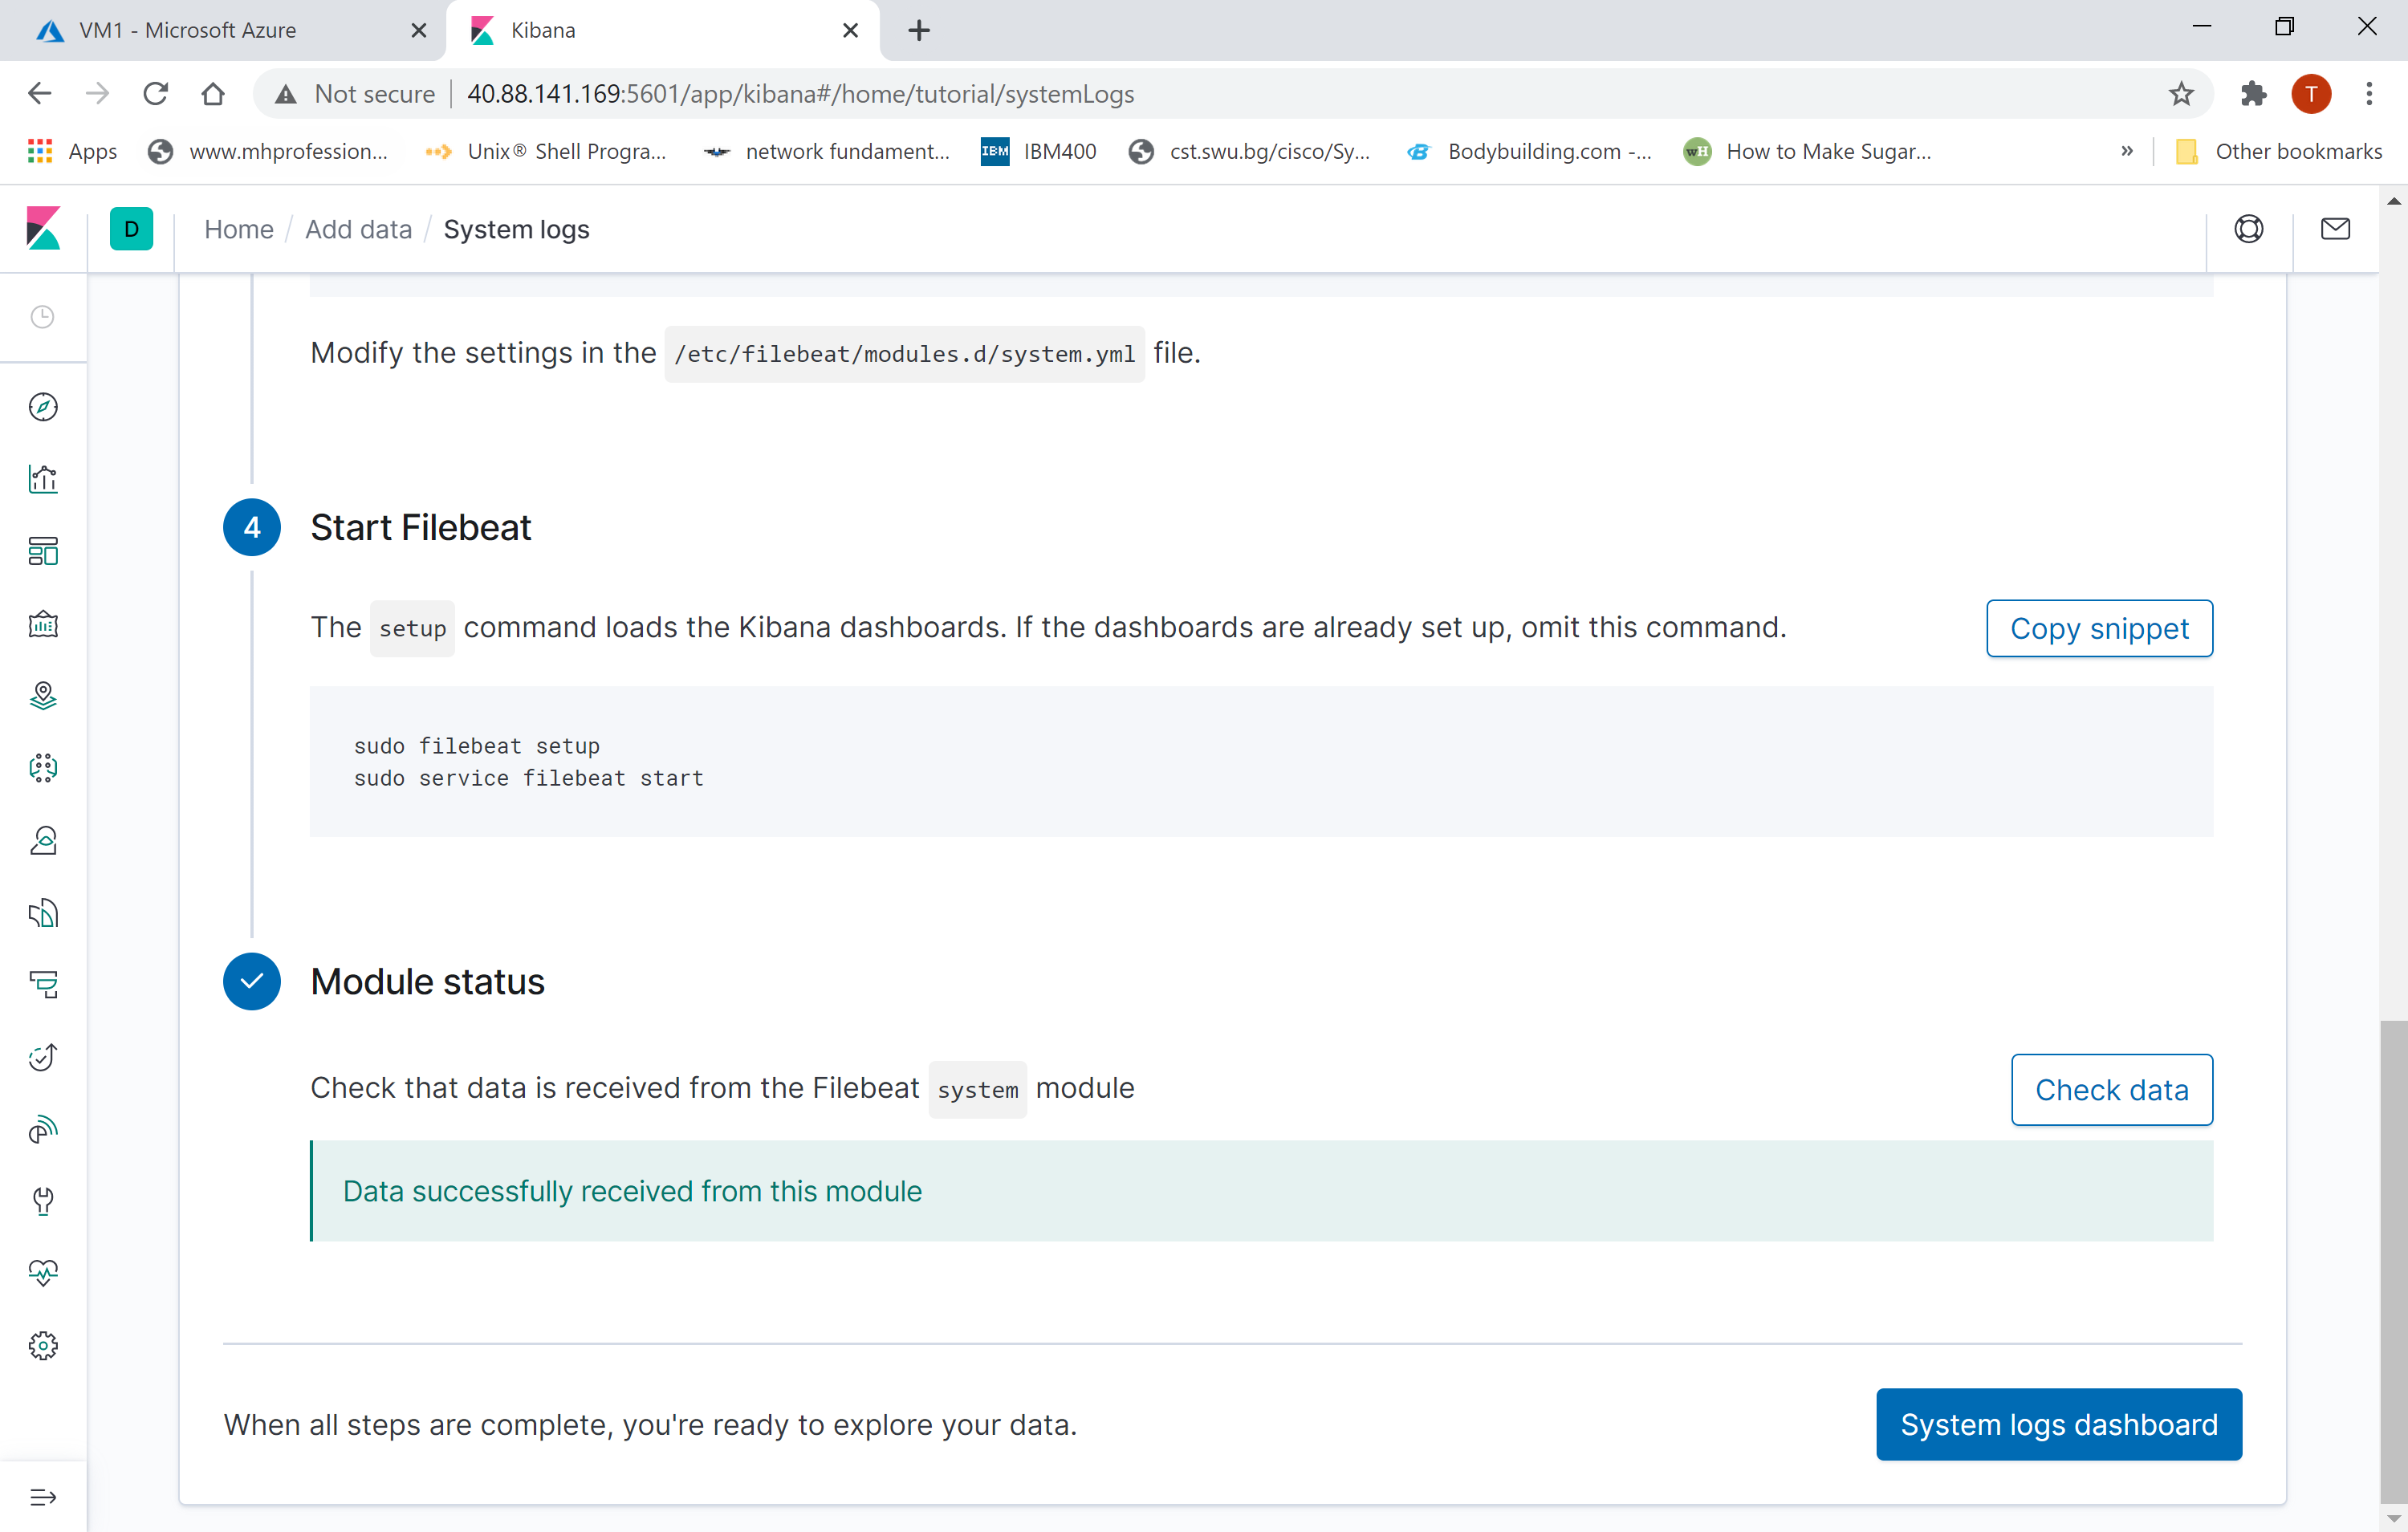 VM1 - Microsoft Azure
Kibana
Not secure
40.88.141.169:5601/app/kibana#/home/tutorial/systemLogs
T
Apps
www.mhprofession...
Unix® Shell Progra...
network fundament...
IBM
IBM400
cst.swu.bg/cisco/Sy...
Bodybuilding.com -...
wH
How to Make Sugar...
»
Other bookmarks
D
Home / Add data / System logs
Modify the settings in the /etc/filebeat/modules.d/system.yml file.
4
Start Filebeat
The setup command loads the Kibana dashboards. If the dashboards are already set up, omit this command.
Copy snippet
sudo filebeat setup
sudo service filebeat start
Module status
Check that data is received from the Filebeat system module
Check data
Data successfully received from this module
When all steps are complete, you're ready to explore your data.
System logs dashboard